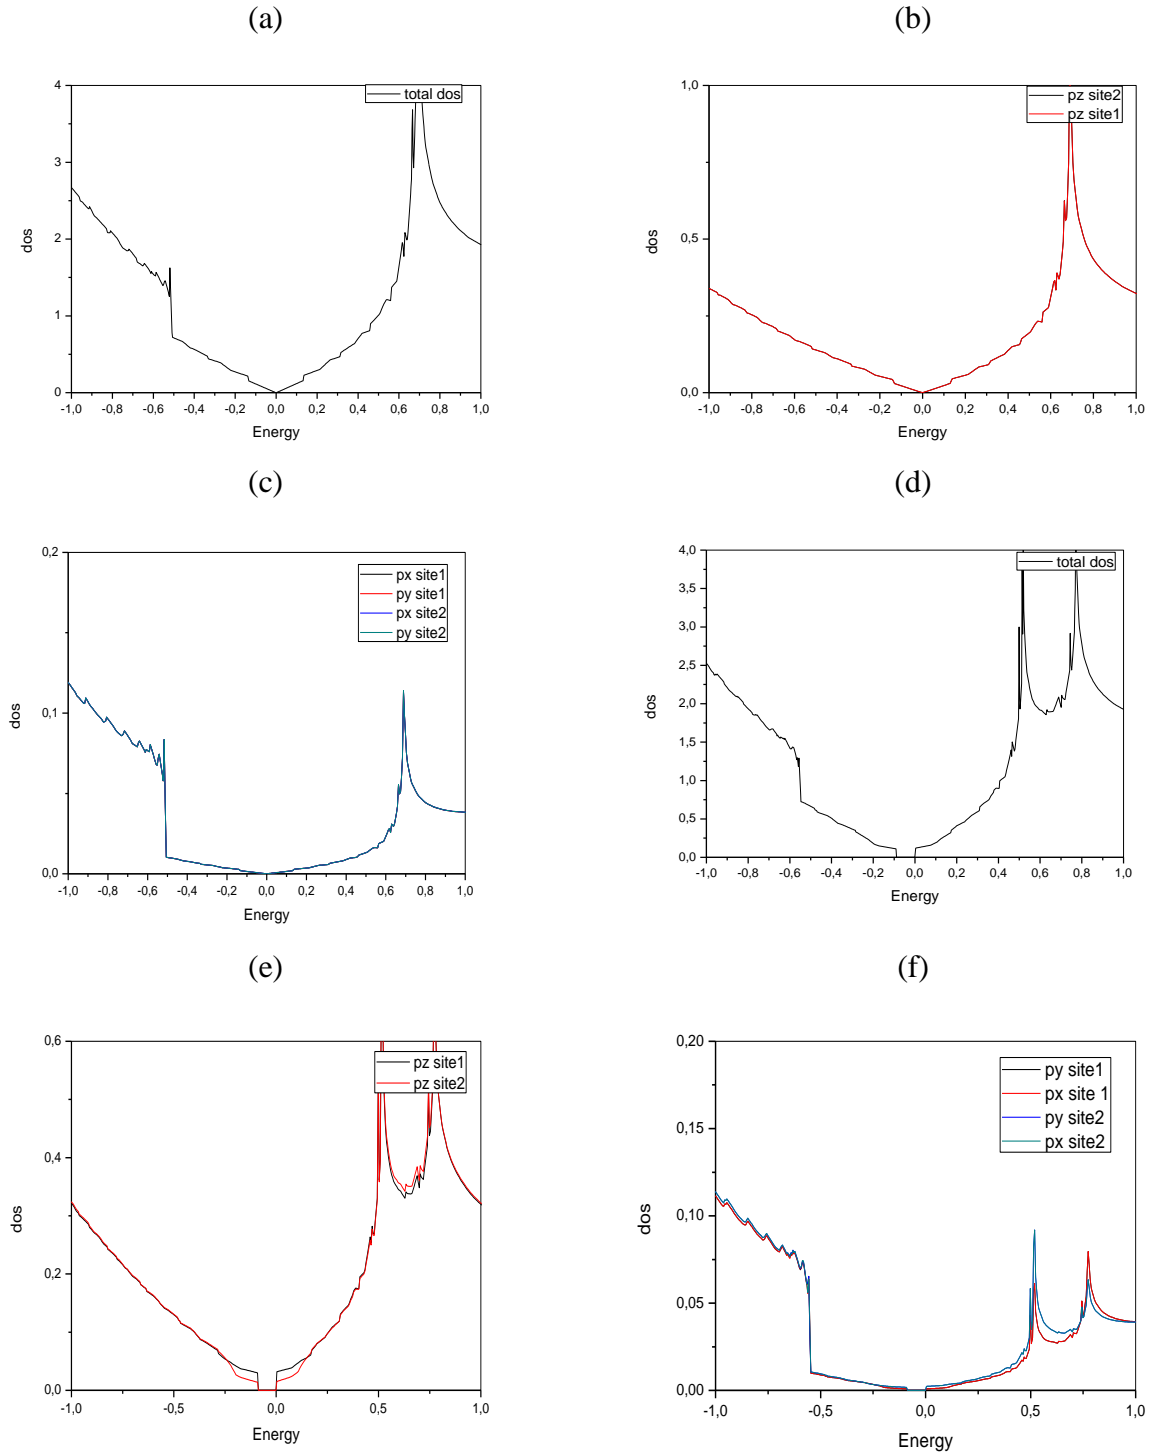 (a)
total dos
4
3
2
1
0
dos
-1,0 -0,8 -0,6 -0,4 -0,2 0,0 0,2 0,4 0,6 0,8 1,0
Energy
(b)
pz site2
pz site1
1,0
0,5
0,0
dos
-1,0 -0,8 -0,6 -0,4 -0,2 0,0 0,2 0,4 0,6 0,8 1,0
Energy
(c)
px site1
py site1
px site2
py site2
0,2
0,1
0,0
dos
-1,0 -0,8 -0,6 -0,4 -0,2 0,0 0,2 0,4 0,6 0,8 1,0
Energy
(d)
total dos
4,0
3,5
3,0
2,5
2,0
1,5
1,0
0,5
0,0
dos
-1,0 -0,8 -0,6 -0,4 -0,2 0,0 0,2 0,4 0,6 0,8 1,0
Energy
(e)
pz site1
pz site2
0,6
0,4
0,2
0,0
dos
-1,0 -0,5 0,0 0,5 1,0
Energy
(f)
py site1
px site 1
py site2
px site2
0,20
0,15
0,10
0,05
0,00
dos
-1,0 -0,5 0,0 0,5 1,0
Energy